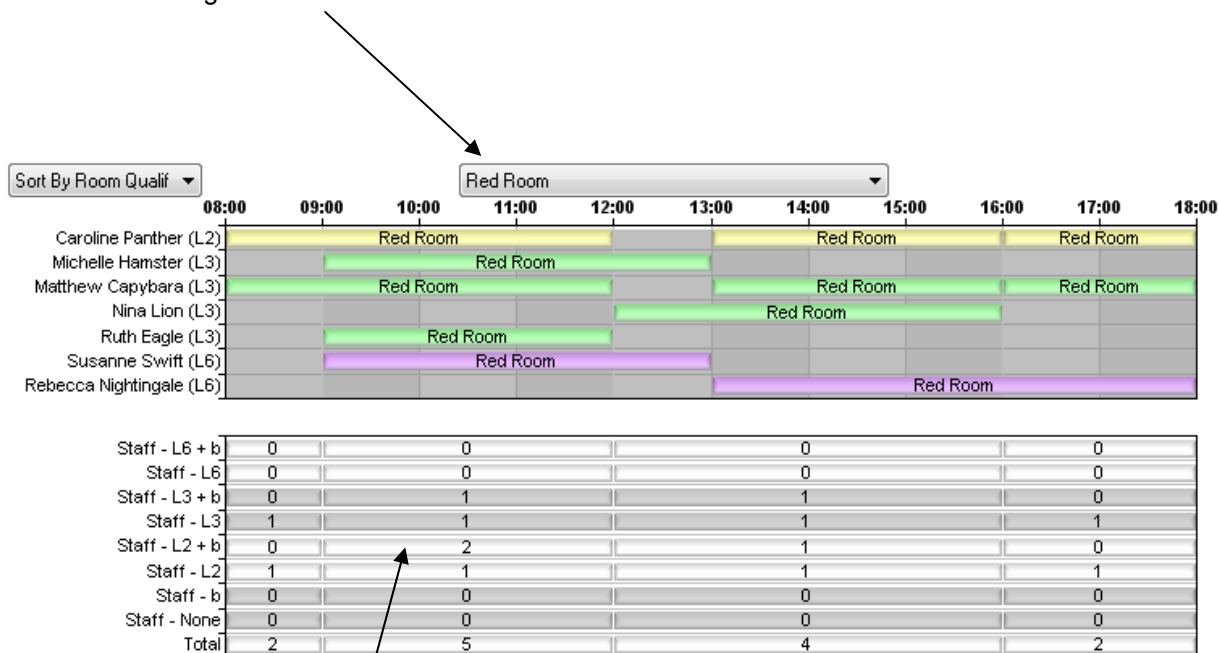 Sort By Room Qualif Red Room
08:00 09:00 10:00 11:00 12:00 13:00 14:00 15:00 16:00 17:00 18:00
Caroline Panther (L2) Red Room Red Room Red Room
Michelle Hamster (L3) Red Room
Matthew Capybara (L3) Red Room Red Room Red Room
Nina Lion (L3) Red Room
Ruth Eagle (L3) Red Room
Susanne Swift (L6) Red Room
Rebecca Nightingale (L6) Red Room
Staff - L6 + b 0 0 0 0
Staff - L6 0 0 0 0
Staff - L3 + b 0 1 1 0
Staff - L3 1 1 1 1
Staff - L2 + b 0 2 1 0
Staff - L2 1 1 1 1
Staff - b 0 0 0 0
Staff - None 0 0 0 0
Total 2 5 4 2